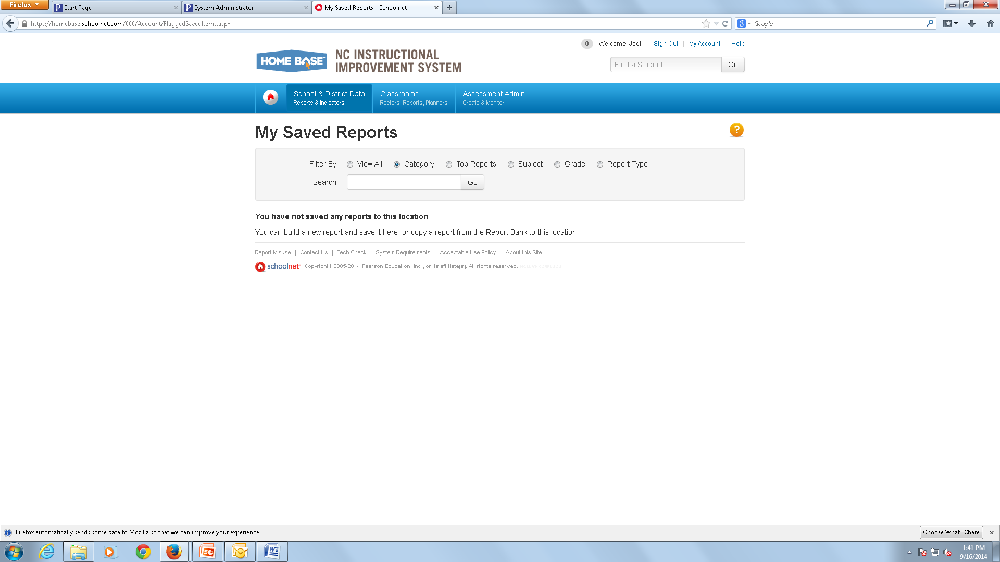 Firefox
Start Page
System Administrator
My Saved Reports - Schoolnet
https://homebase.schoolnet.com/600/Account/FlaggedSavedItems.aspx
8
Google
0 Welcome, Jodi! | Sign Out | My Account | Help
HOME BASE
NC INSTRUCTIONAL
IMPROVEMENT SYSTEM
Find a Student Go
School & District Data
Reports & Indicators
Classrooms
Rosters, Reports, Planners
Assessment Admin
Create & Monitor
My Saved Reports
?
Filter By View All Category Top Reports Subject Grade Report Type
Search Go
You have not saved any reports to this location
You can build a new report and save it here, or copy a report from the Report Bank to this location.
Report Misuse | Contact Us | Tech Check | System Requirements | Acceptable Use Policy | About this Site
schoolnet Copyright© 2005-2014 Pearson Education, Inc., or its affiliate(s). All rights reserved.
Firefox automatically sends some data to Mozilla so that we can improve your experience.
Choose What I Share
1:41 PM
9/16/2014